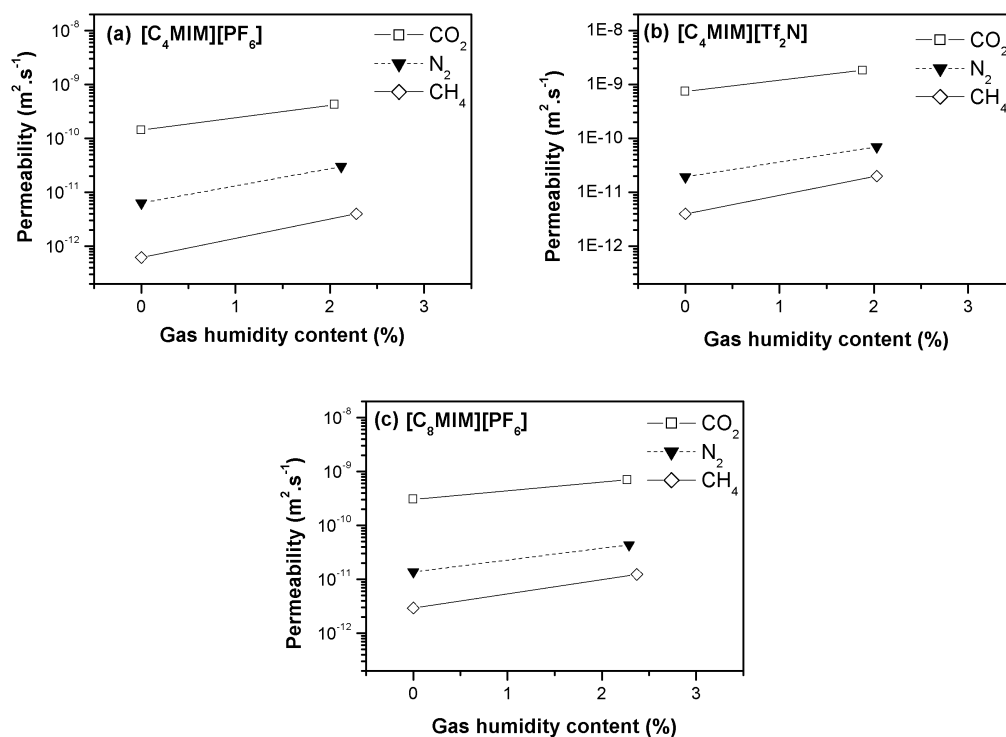 (a) [C₄MIM][PF₆]
CO₂
N₂
CH₄
10⁻⁸
10⁻⁹
10⁻¹⁰
10⁻¹¹
10⁻¹²
Permeability (m².s⁻¹)
0 1 2 3
Gas humidity content (%)
(b) [C₄MIM][Tf₂N]
CO₂
N₂
CH₄
1E-8
1E-9
1E-10
1E-11
1E-12
Permeability (m².s⁻¹)
0 1 2 3
Gas humidity content (%)
(c) [C₈MIM][PF₆]
CO₂
N₂
CH₄
10⁻⁸
10⁻⁹
10⁻¹⁰
10⁻¹¹
10⁻¹²
Permeability (m².s⁻¹)
0 1 2 3
Gas humidity content (%)